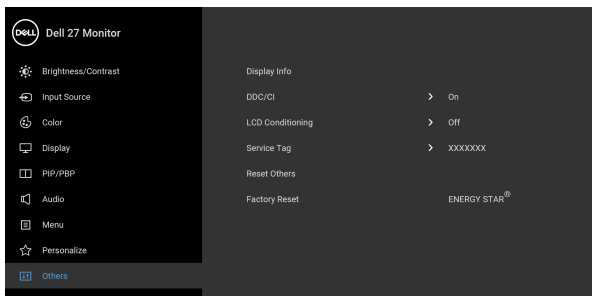 DELL Dell 27 Monitor
Brightness/Contrast
Input Source
Color
Display
PIP/PBP
Audio
Menu
Personalize
Others
Display Info
DDC/CI > On
LCD Conditioning > Off
Service Tag > XXXXXXX
Reset Others
Factory Reset ENERGY STAR®